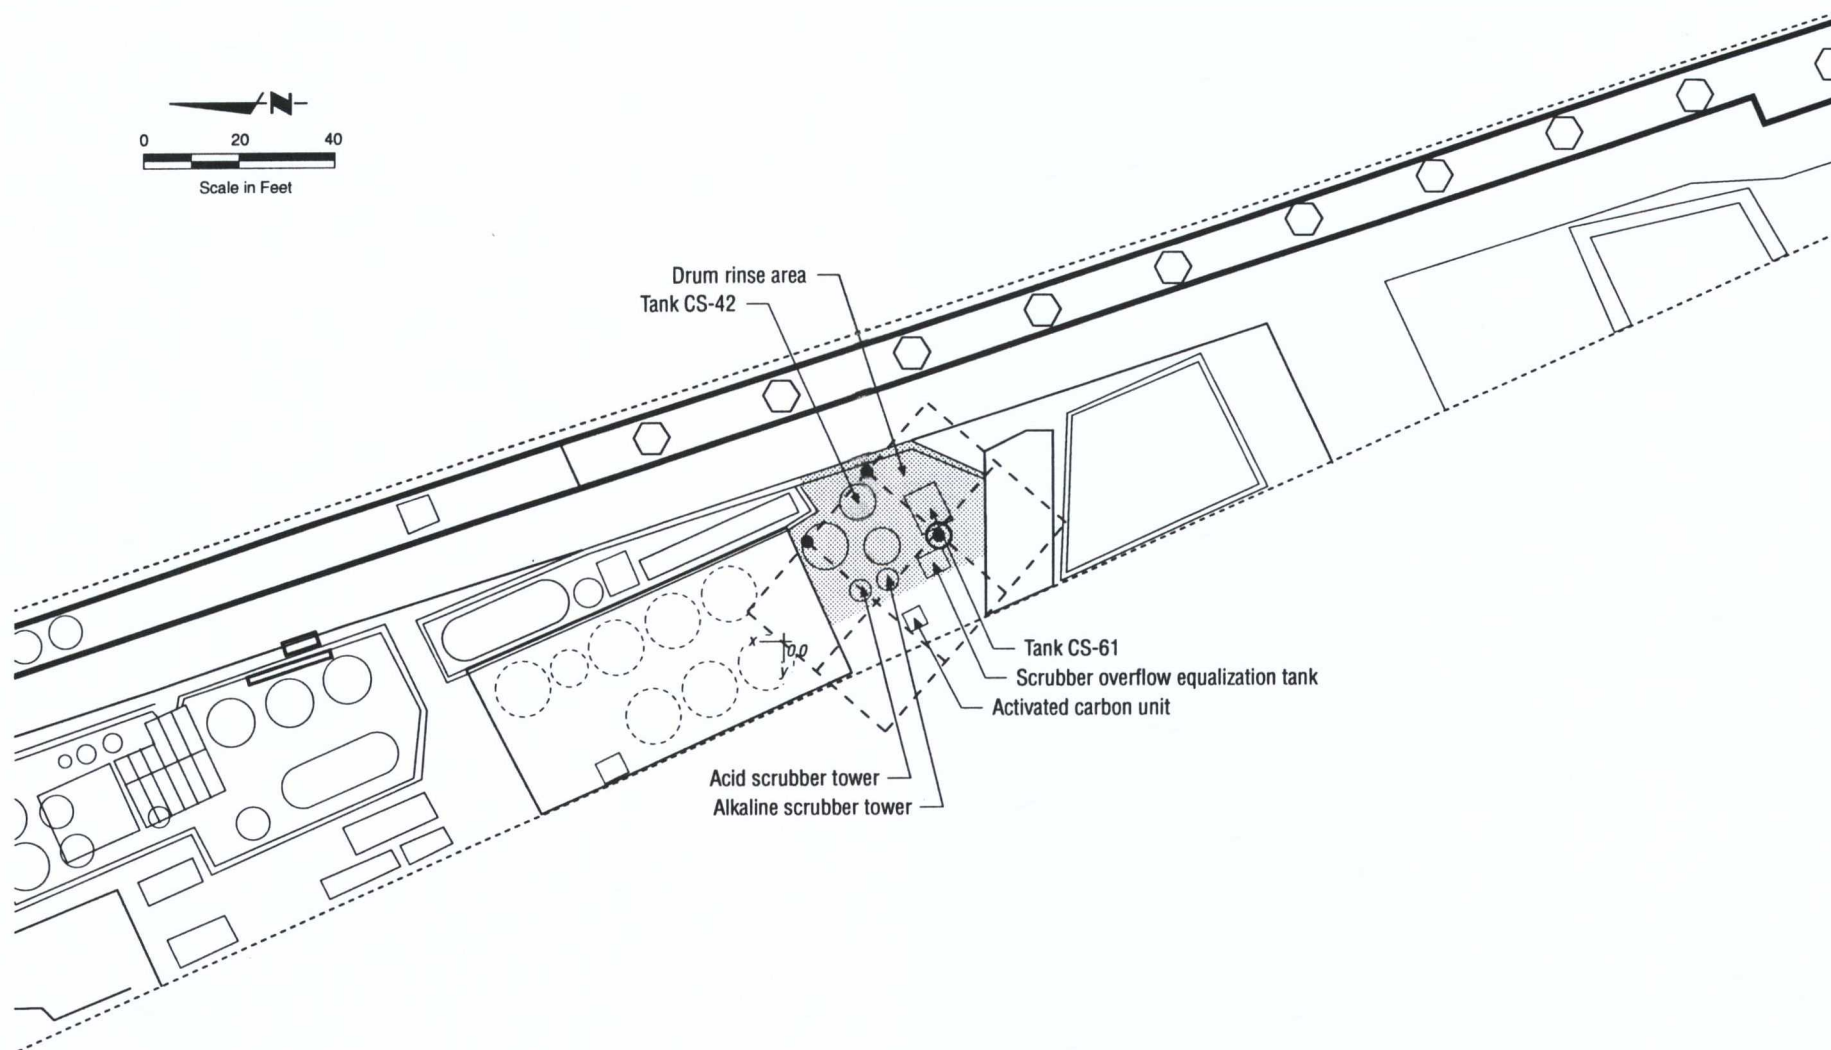 N
0 20 40
Scale in Feet
Drum rinse area
Tank CS-42
x 0,0
y
x
Tank CS-61
Scrubber overflow equalization tank
Activated carbon unit
Acid scrubber tower
Alkaline scrubber tower